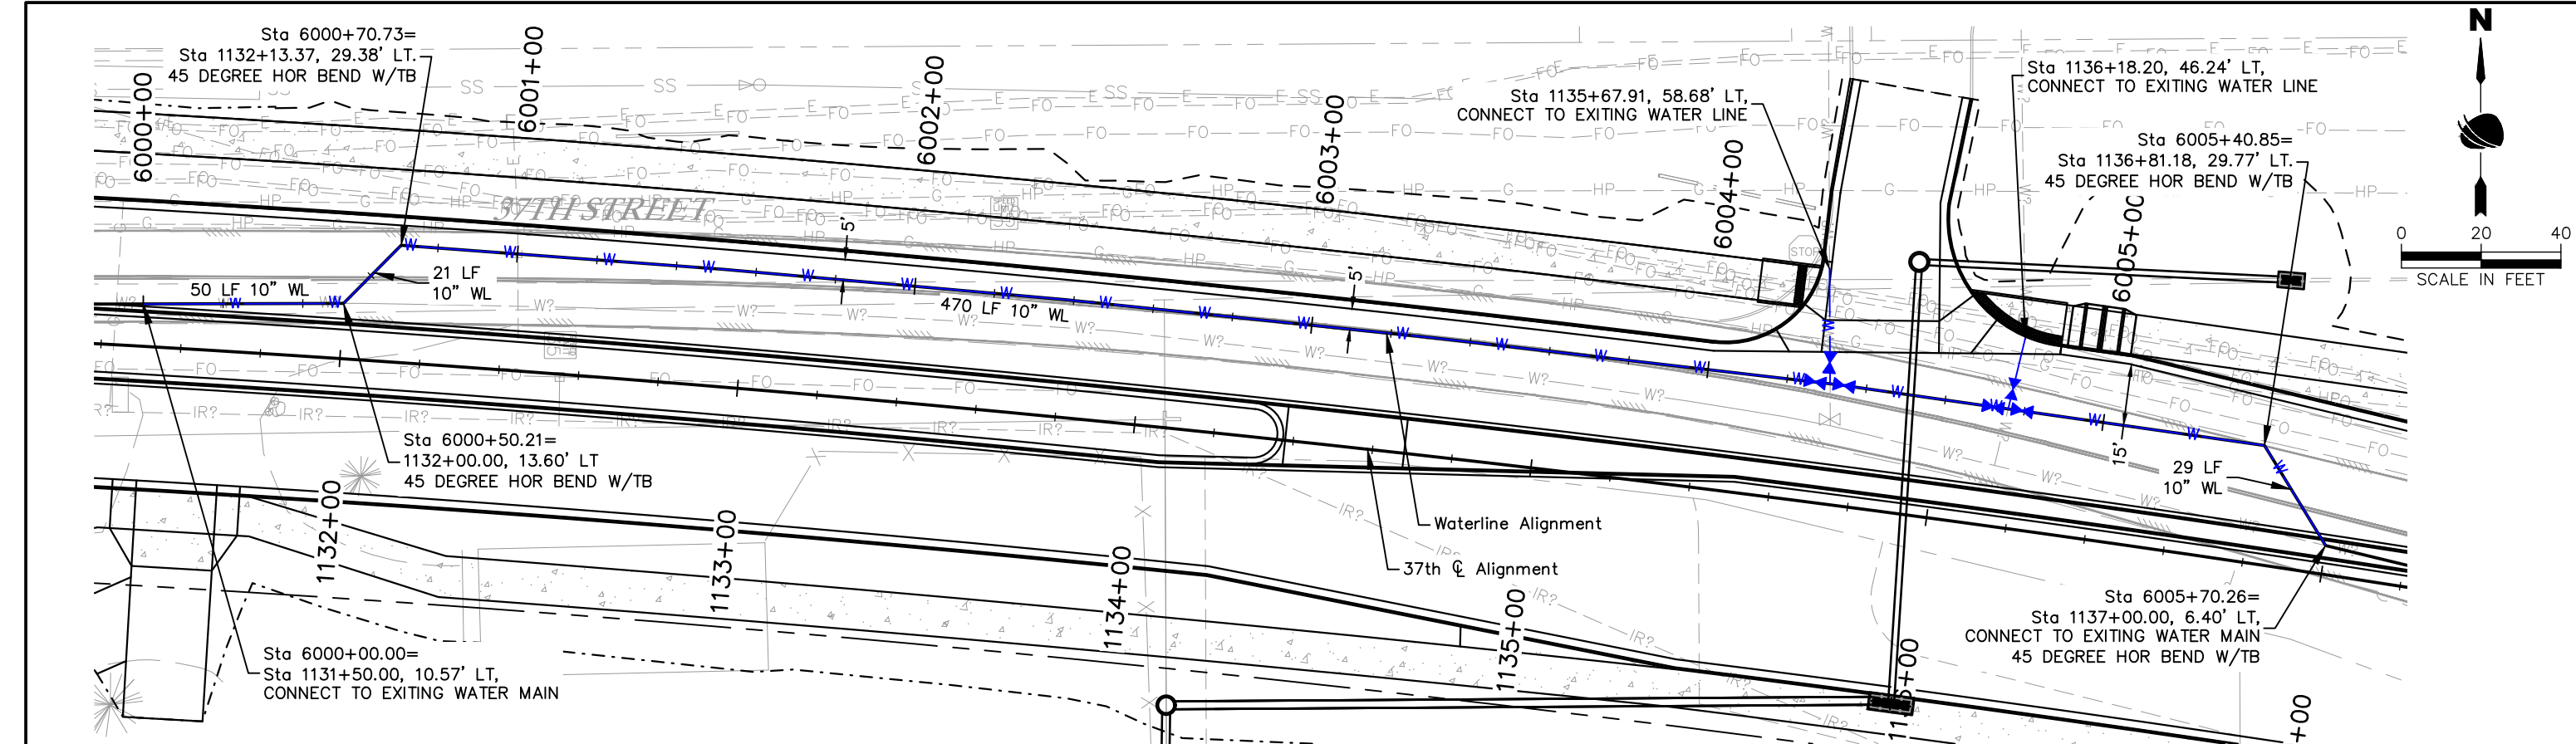 Sta 6000+70.73=
Sta 1132+13.37, 29.38' LT.
45 DEGREE HOR BEND W/TB
6000+00
6001+00
6002+00
6003+00
6004+00
6005+00
Sta 1135+67.91, 58.68' LT,
CONNECT TO EXITING WATER LINE
Sta 1136+18.20, 46.24' LT,
CONNECT TO EXITING WATER LINE
Sta 6005+40.85=
Sta 1136+81.18, 29.77' LT.
45 DEGREE HOR BEND W/TB
N
0 20 40
SCALE IN FEET
37TH STREET
STOP
5'
5'
15'
50 LF 10" WL
21 LF
10" WL
470 LF 10" WL
29 LF
10" WL
Sta 6000+50.21=
1132+00.00, 13.60' LT
45 DEGREE HOR BEND W/TB
Waterline Alignment
37th ℄ Alignment
1132+00
1133+00
1134+00
1135+00
Sta 6000+00.00=
Sta 1131+50.00, 10.57' LT,
CONNECT TO EXITING WATER MAIN
Sta 6005+70.26=
Sta 1137+00.00, 6.40' LT,
CONNECT TO EXITING WATER MAIN
45 DEGREE HOR BEND W/TB